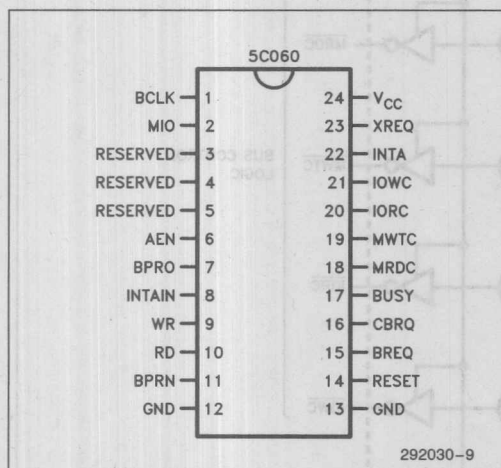 5C060
BCLK 1 24 VCC
MIO 2 23 XREQ
RESERVED 3 22 INTA
RESERVED 4 21 IOWC
RESERVED 5 20 IORC
AEN 6 19 MWTC
BPRO 7 18 MRDC
INTAIN 8 17 BUSY
WR 9 16 CBRQ
RD 10 15 BREQ
BPRN 11 14 RESET
GND 12 13 GND
292030-9